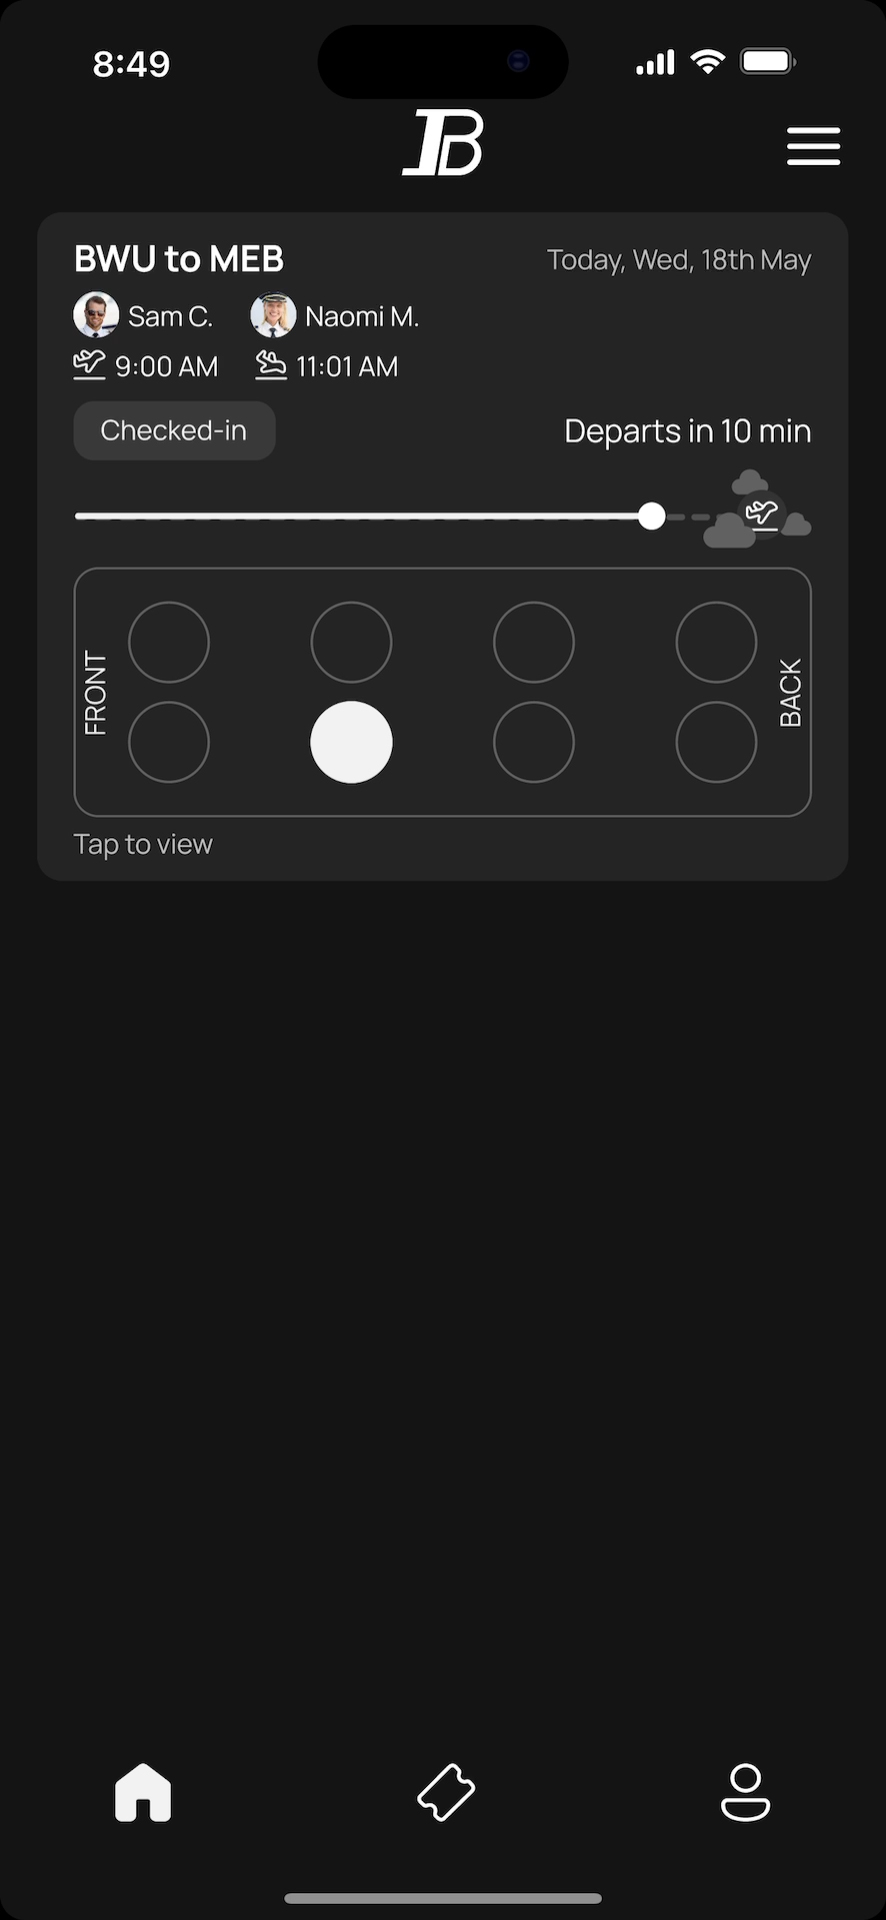 8:49
B
BWU to MEB
Today, Wed, 18th May
Sam C.
Naomi M.
9:00 AM
11:01 AM
Checked-in
Departs in 10 min
FRONT
BACK
Tap to view